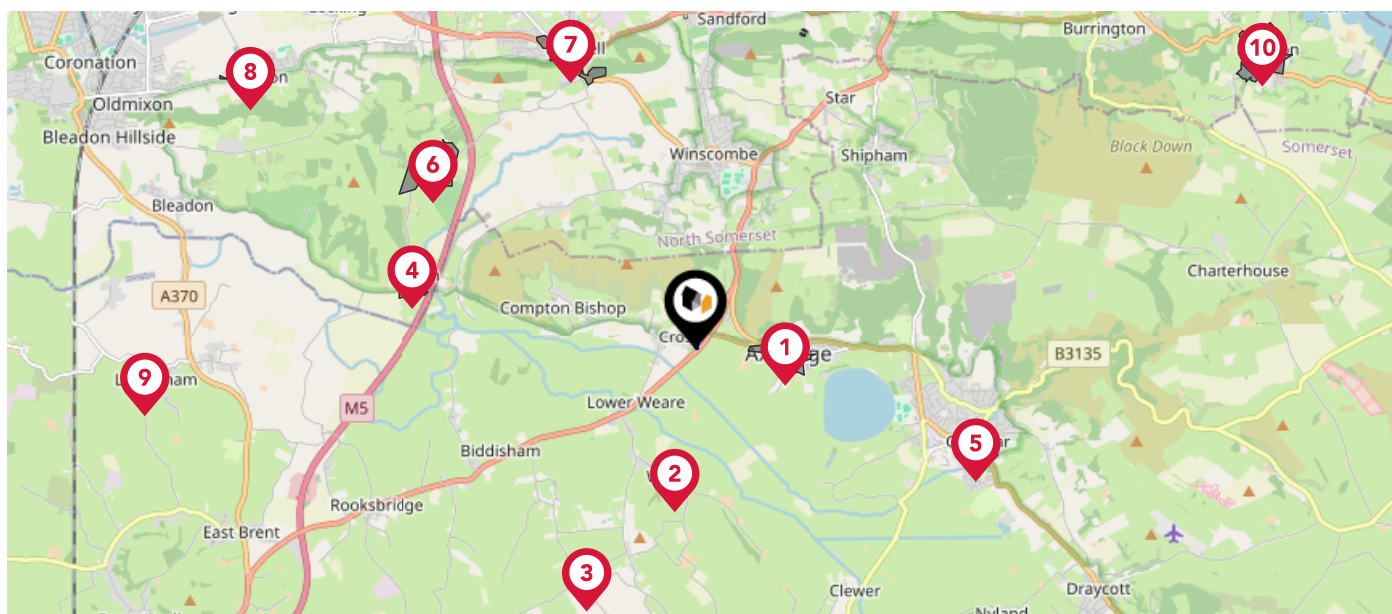 Sandford
Burrington
7
10
Coronation
8
Oldmixon
Star
Bleadon Hillside
Block Down
Winscombe
Shipham
Somerset
6
Bleadon
North Somerset
4
Charterhouse
A370
Compton Bishop
1
B3135
9
M5
Lower Weare
Biddisham
5
2
Rooksbridge
East Brent
3
Clewer
Draycott